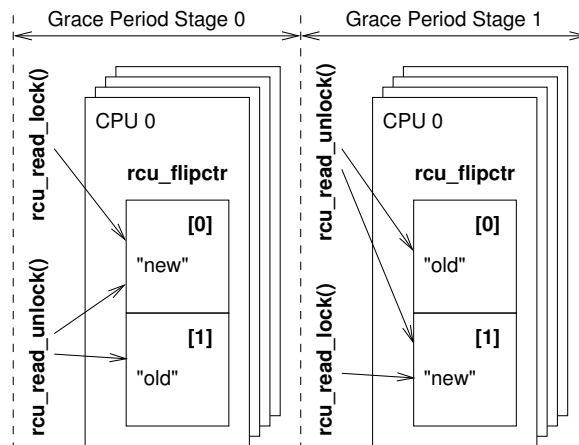 Grace Period Stage 0
rcu_read_lock()
rcu_read_unlock()
CPU 0
rcu_flipctr
[0]
"new"
[1]
"old"
Grace Period Stage 1
rcu_read_unlock()
rcu_read_lock()
CPU 0
rcu_flipctr
[0]
"old"
[1]
"new"